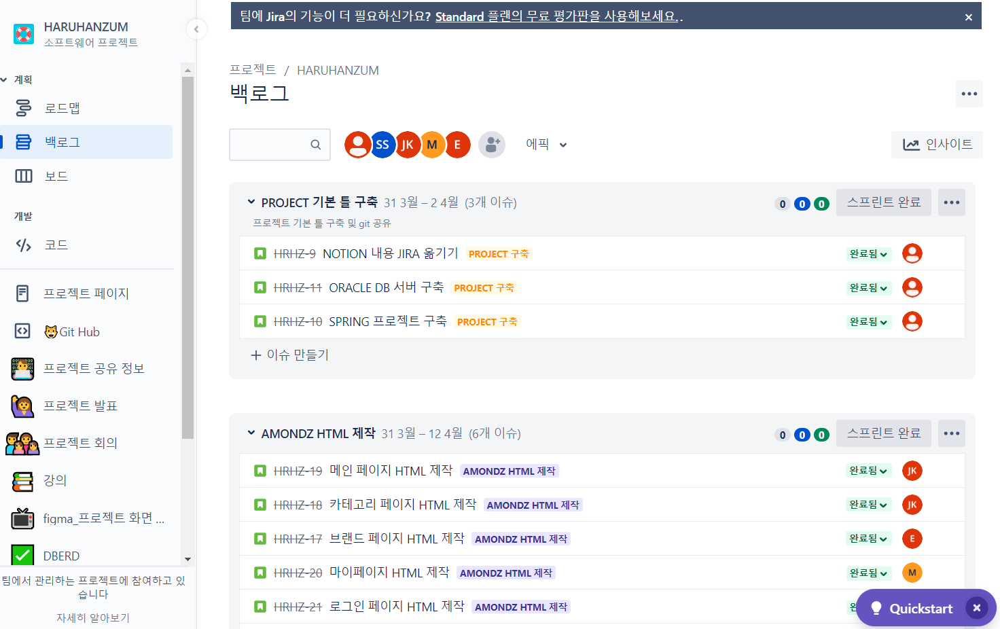 HARUHANZUM
소프트웨어 프로젝트
계획
로드맵
백로그
보드
개발
코드
프로젝트 페이지
Git Hub
프로젝트 공유 정보
프로젝트 발표
프로젝트 회의
강의
figma_프로젝트 화면 ...
DBERD
팀에서 관리하는 프로젝트에 참여하고 있
습니다
자세히 알아보기
팀에 Jira의 기능이 더 필요하신가요? Standard 플랜의 무료 평가판을 사용해보세요. .
프로젝트 / HARUHANZUM
백로그
SS JK M E 에픽 인사이트
PROJECT 기본 틀 구축 31 3월 – 2 4월 (3개 이슈) 0 0 0 스프린트 완료
프로젝트 기본 틀 구축 및 git 공유
HRHZ-9 NOTION 내용 JIRA 옮기기 PROJECT 구축 완료됨
HRHZ-11 ORACLE DB 서버 구축 PROJECT 구축 완료됨
HRHZ-10 SPRING 프로젝트 구축 PROJECT 구축 완료됨
+ 이슈 만들기
AMONDZ HTML 제작 31 3월 – 12 4월 (6개 이슈) 0 0 0 스프린트 완료
HRHZ-19 메인 페이지 HTML 제작 AMONDZ HTML 제작 완료됨 JK
HRHZ-18 카테고리 페이지 HTML 제작 AMONDZ HTML 제작 완료됨 JK
HRHZ-17 브랜드 페이지 HTML 제작 AMONDZ HTML 제작 완료됨 E
HRHZ-20 마이페이지 HTML 제작 AMONDZ HTML 제작 완료됨 M
HRHZ-21 로그인 페이지 HTML 제작 AMONDZ HTML 제작
Quickstart